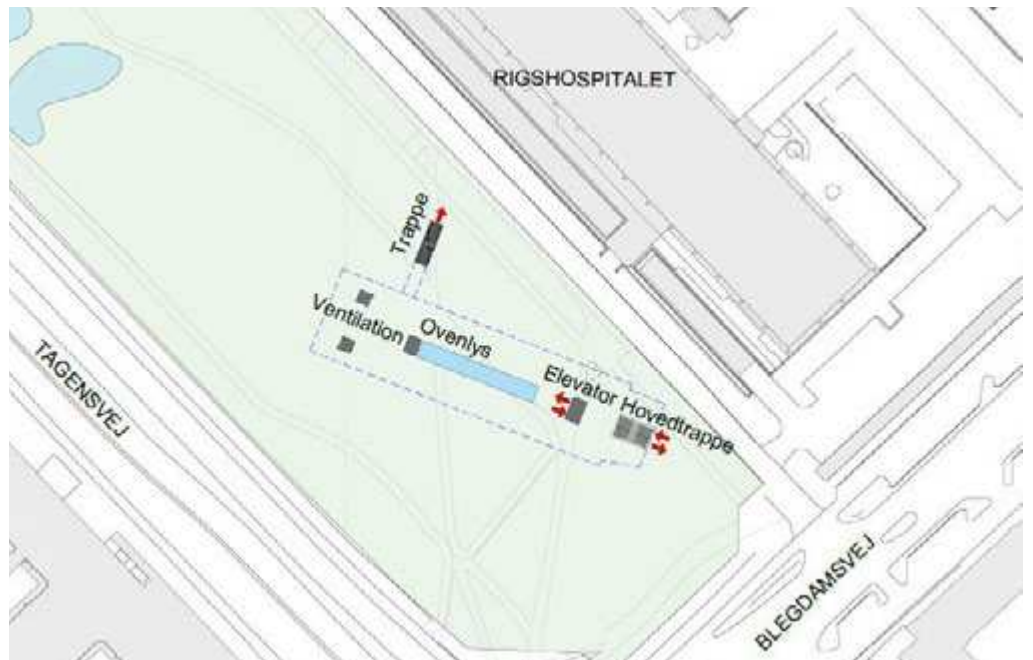 RIGSHOSPITALET
Trappe
Ventilation
Ovenlys
Elevator
Hovedtrappe
TAGENSVEJ
BLEGDAMSVEJ